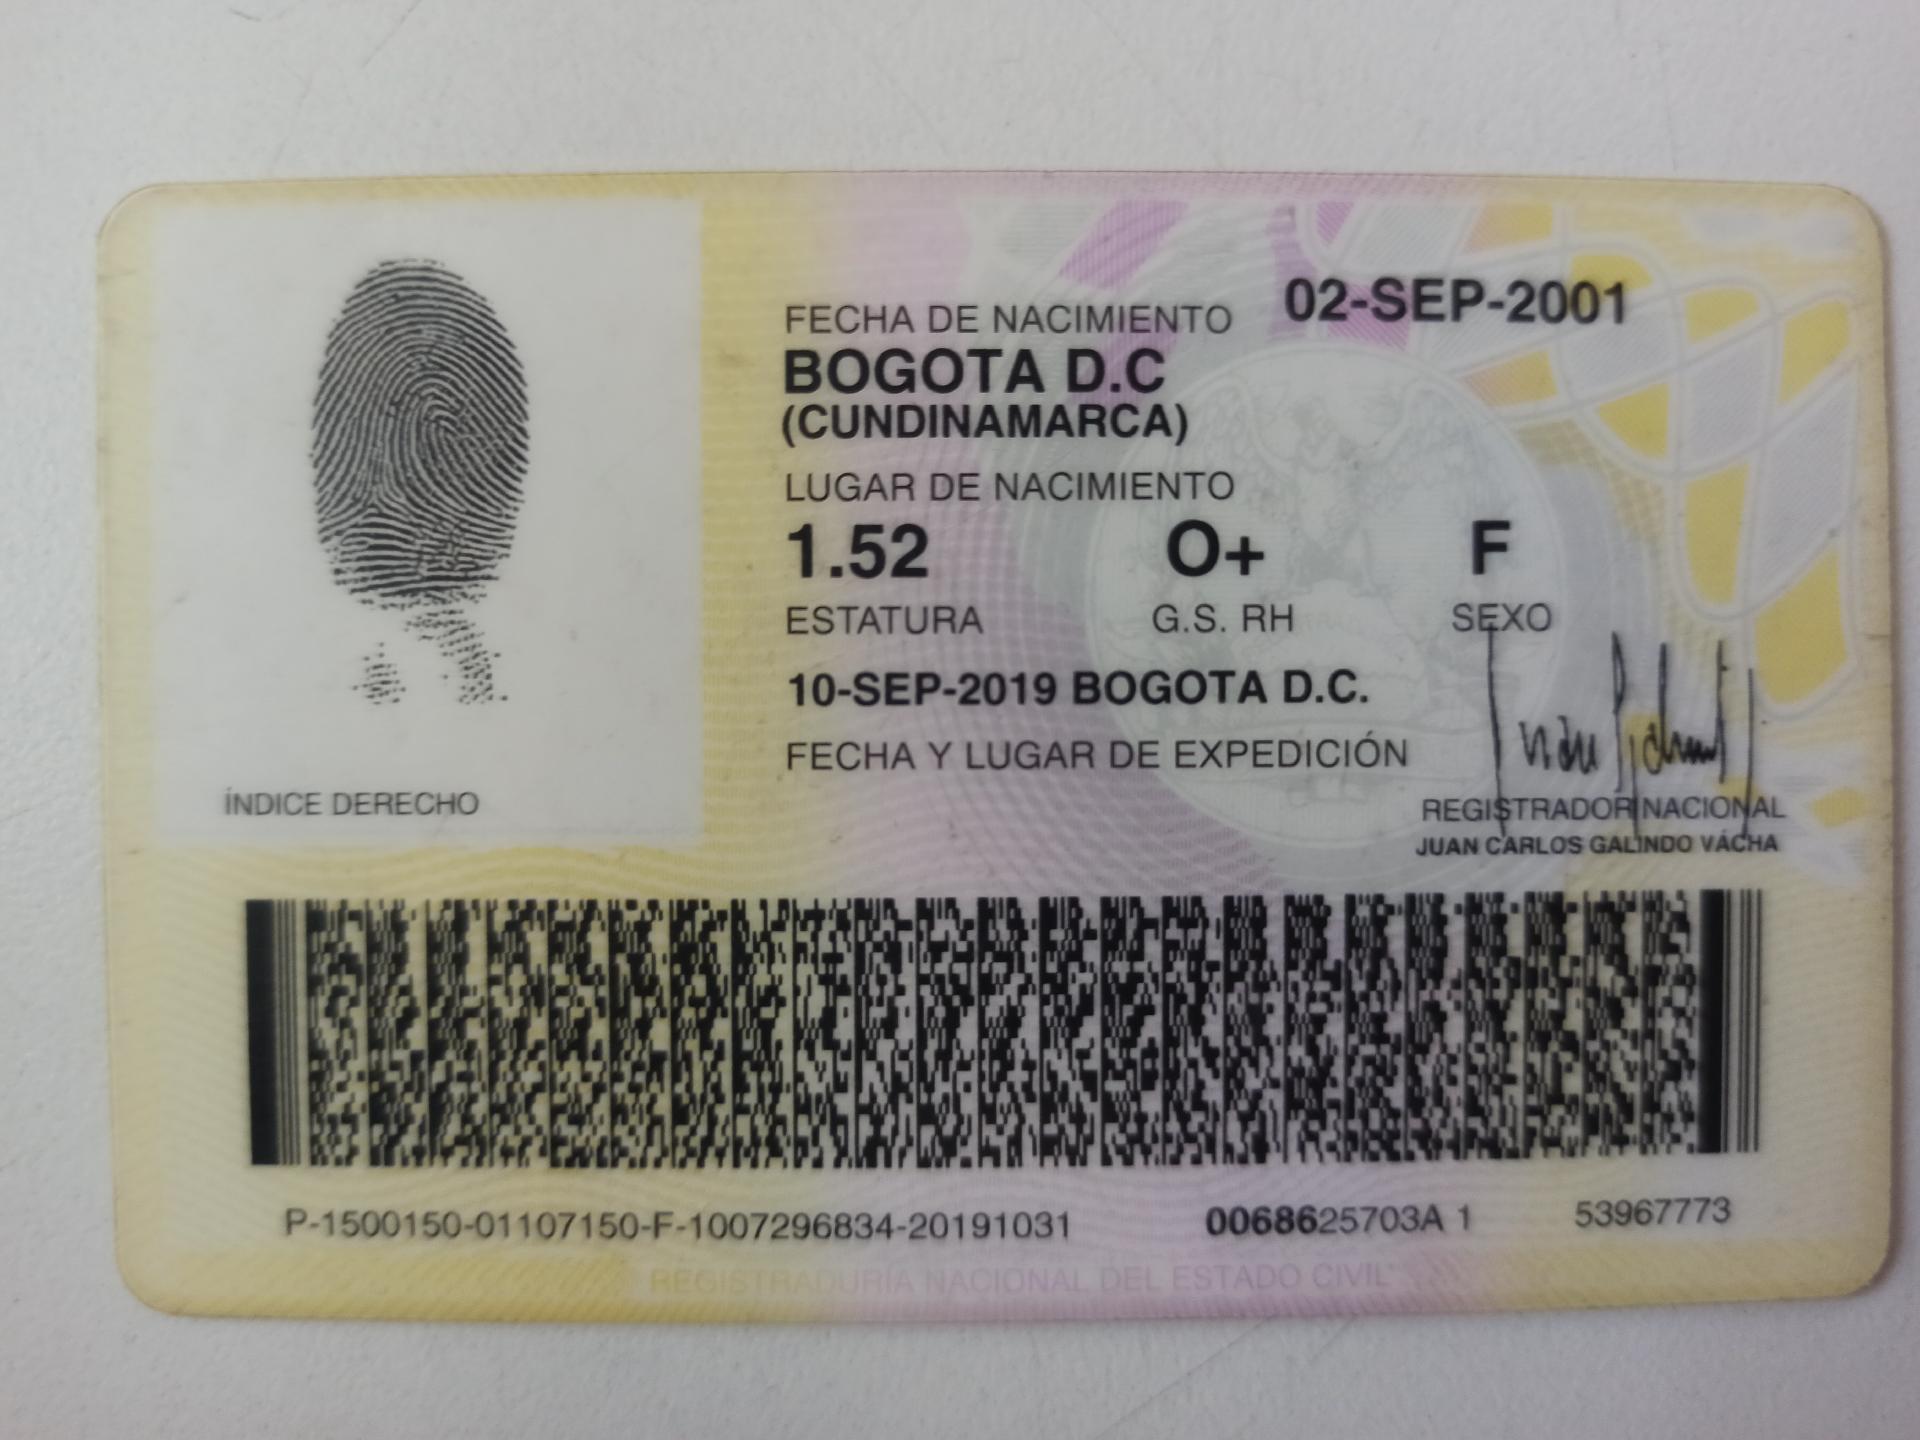 FECHA DE NACIMIENTO 02-SEP-2001
BOGOTA D.C
(CUNDINAMARCA)
LUGAR DE NACIMIENTO
1.52 O+ F
ESTATURA G.S. RH SEXO
10-SEP-2019 BOGOTA D.C.
FECHA Y LUGAR DE EXPEDICIÓN
ÍNDICE DERECHO
REGISTRADOR NACIONAL
JUAN CARLOS GALINDO VÁCHA
P-1500150-01107150-F-1007296834-20191031 0068625703A 1 53967773
REGISTRADURÍA NACIONAL DEL ESTADO CIVIL